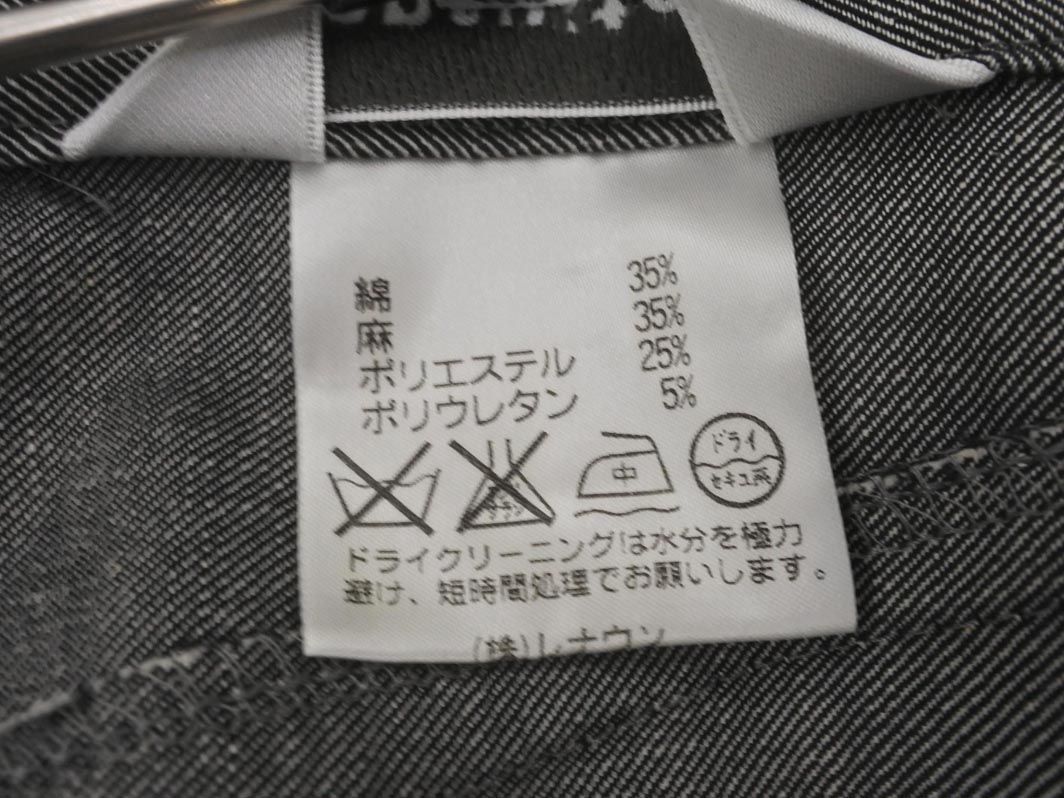 綿 35%
麻 35%
ポリエステル 25%
ポリウレタン 5%
中
ドライ
セキユ系
ドライクリーニングは水分を極力
避け、短時間処理でお願いします。
(株)レナウン